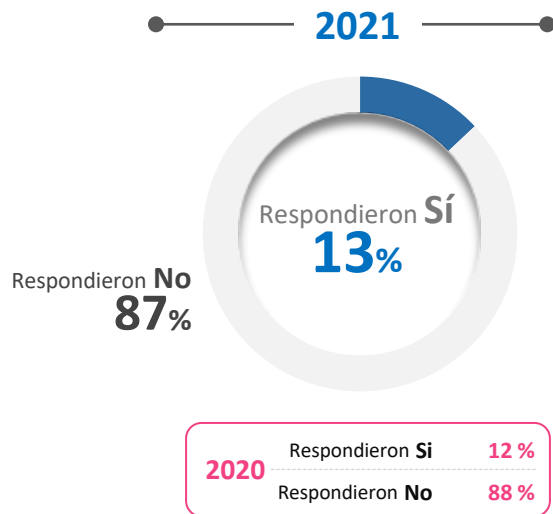 2021
Respondieron Sí
13%
Respondieron No
87%
2020
Respondieron Si 12 %
Respondieron No 88 %